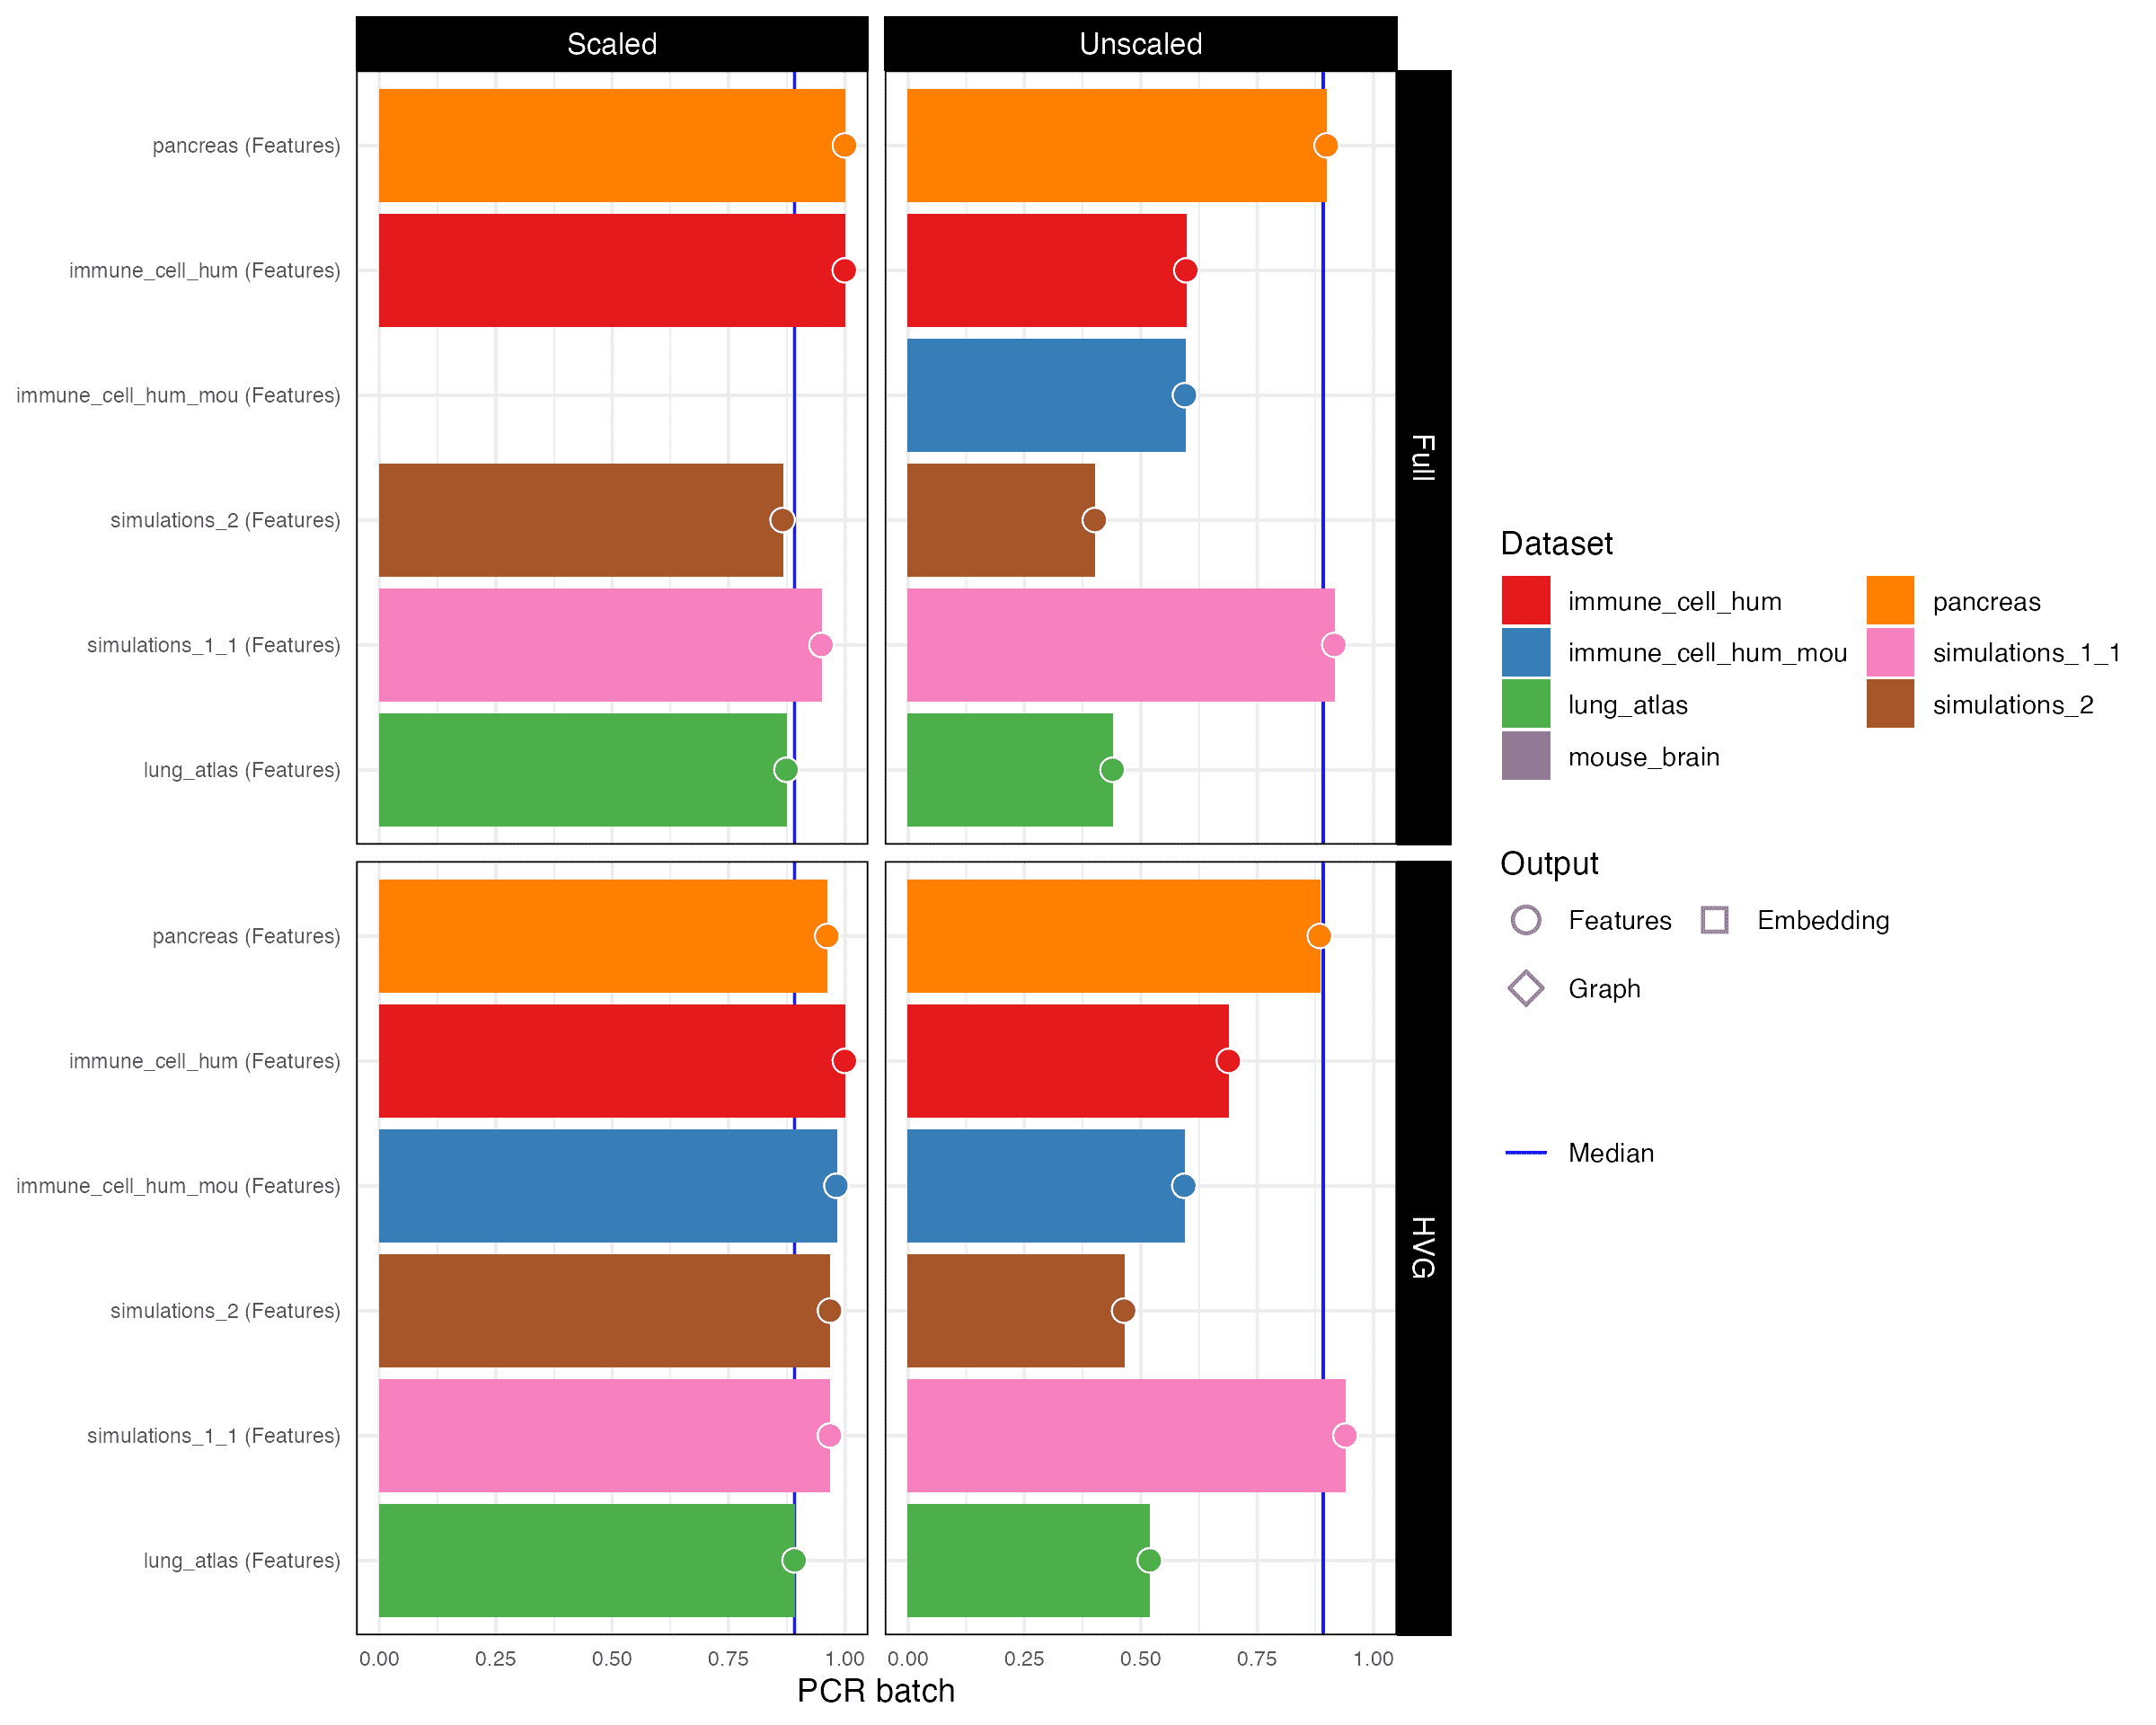 Scaled
Unscaled
pancreas (Features)
immune_cell_hum (Features)
immune_cell_hum_mou (Features)
simulations_2 (Features)
simulations_1_1 (Features)
lung_atlas (Features)
Full
pancreas (Features)
immune_cell_hum (Features)
immune_cell_hum_mou (Features)
simulations_2 (Features)
simulations_1_1 (Features)
lung_atlas (Features)
HVG
0.00 0.25 0.50 0.75 1.00
0.00 0.25 0.50 0.75 1.00
PCR batch
Dataset
immune_cell_hum
immune_cell_hum_mou
lung_atlas
mouse_brain
pancreas
simulations_1_1
simulations_2
Output
Features
Embedding
Graph
Median